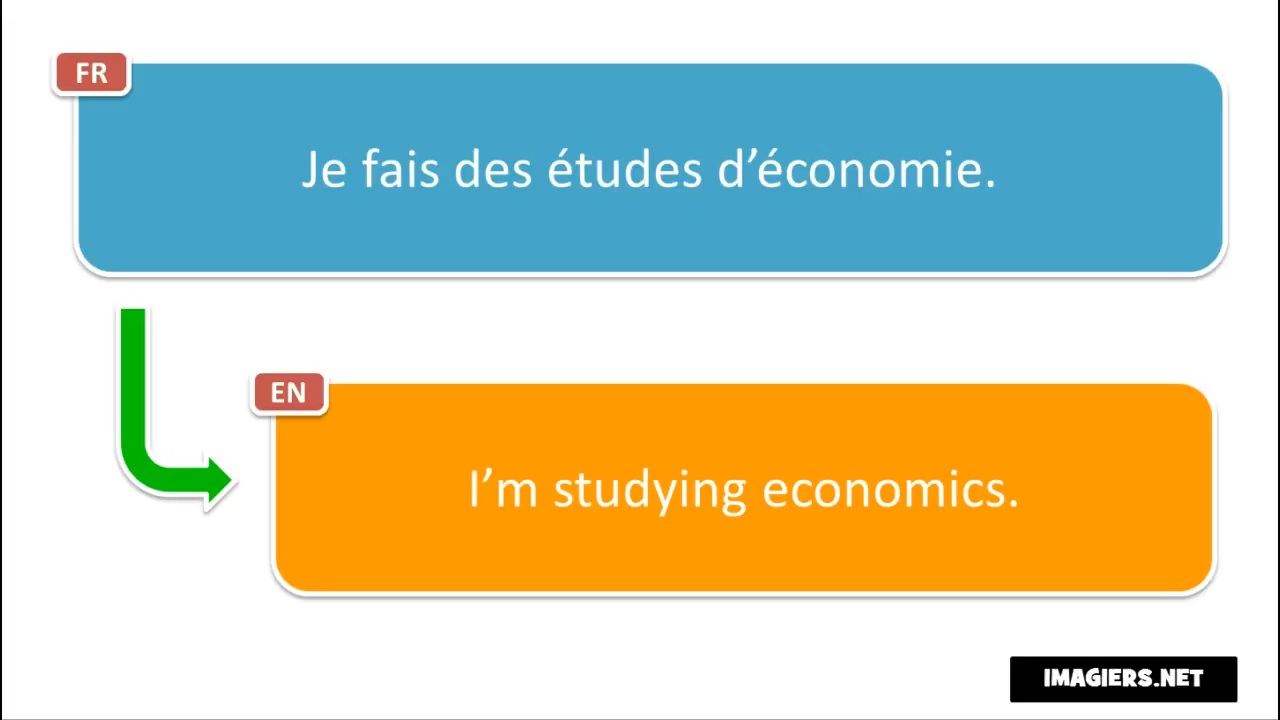 FR
Je fais des études d’économie.
EN
I’m studying economics.
IMAGIERS.NET